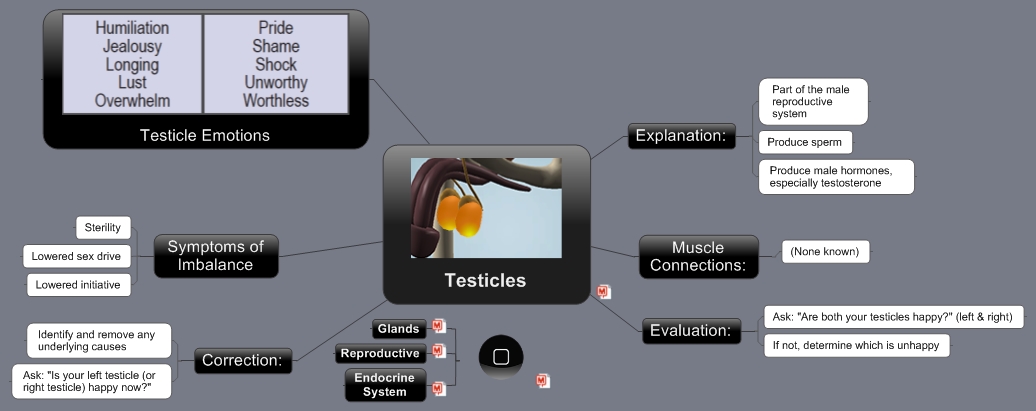 Humiliation
Jealousy
Longing
Lust
Overwhelm
Pride
Shame
Shock
Unworthy
Worthless
Testicle Emotions
Explanation:
Part of the male
reproductive
system
Produce sperm
Produce male hormones,
especially testosterone
Symptoms of
Imbalance
Sterility
Lowered sex drive
Lowered initiative
Testicles
Muscle
Connections:
(None known)
Evaluation:
Ask: "Are both your testicles happy?" (left & right)
If not, determine which is unhappy
Correction:
Identify and remove any
underlying causes
Ask: "Is your left testicle (or
right testicle) happy now?"
Glands
Reproductive
Endocrine
System